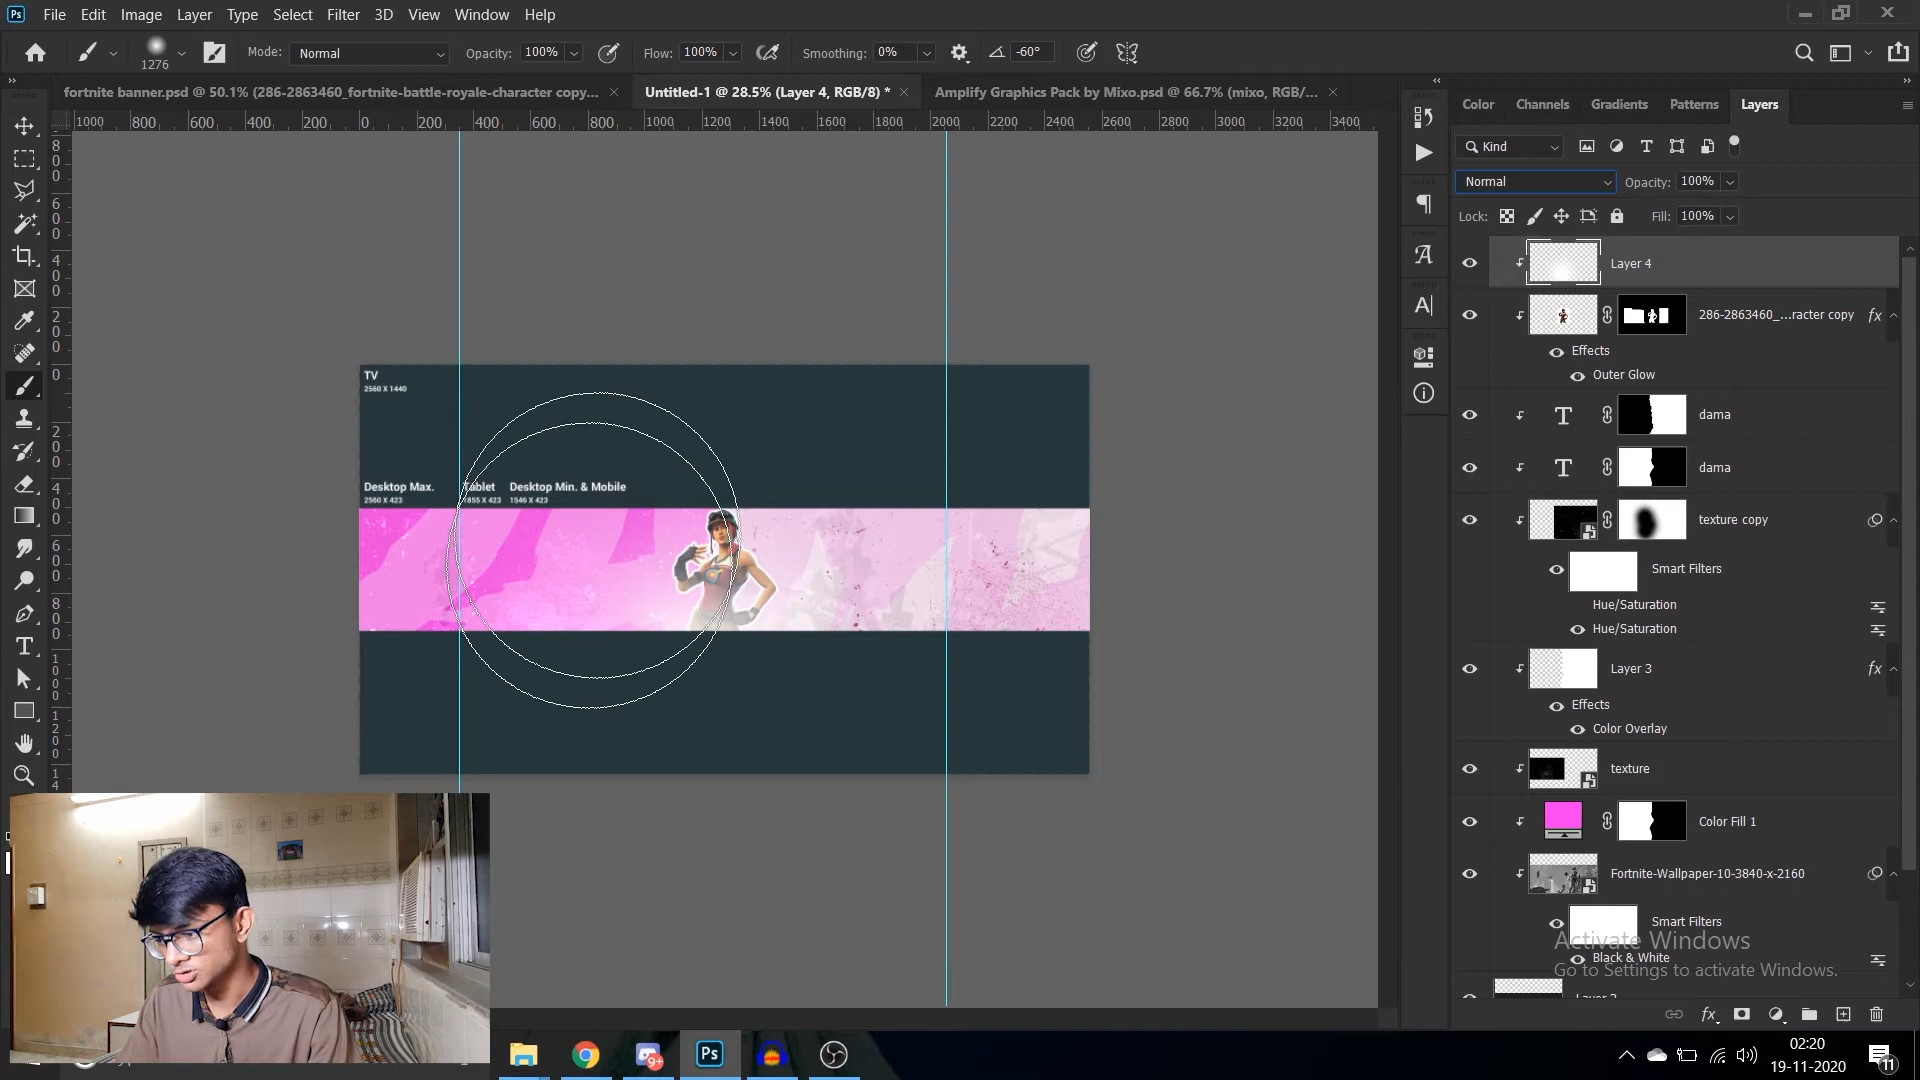 File Edit Image Layer Type Select Filter 3D View Window Help
1276 Mode: Normal Opacity: 100% Flow: 100% Smoothing: 0% -60°
fortnite banner.psd @ 50.1% (286-2863460_fortnite-battle-royale-character copy... × Untitled-1 @ 28.5% (Layer 4, RGB/8) * × Amplify Graphics Pack by Mixo.psd @ 66.7% (mixo, RGB/... ×
1000 800 600 400 200 0 200 400 600 800 1000 1200 1400 1600 1800 2000 2200 2400 2600 2800 3000 3200 3400
Color Channels Gradients Patterns Layers
Kind
Normal Opacity: 100%
Lock: Fill: 100%
Layer 4
286-2863460_...racter copy fx
Effects
Outer Glow
T dama
T dama
texture copy
Smart Filters
Hue/Saturation
Hue/Saturation
Layer 3 fx
Effects
Color Overlay
texture
Color Fill 1
Fortnite-Wallpaper-10-3840-x-2160
Smart Filters
Black & White
TV
2560 X 1440
Desktop Max. Tablet Desktop Min. & Mobile
2560 X 423 1855 X 423 1546 X 423
Activate Windows
Go to Settings to activate Windows.
9+
Ps
02:20
19-11-2020
11